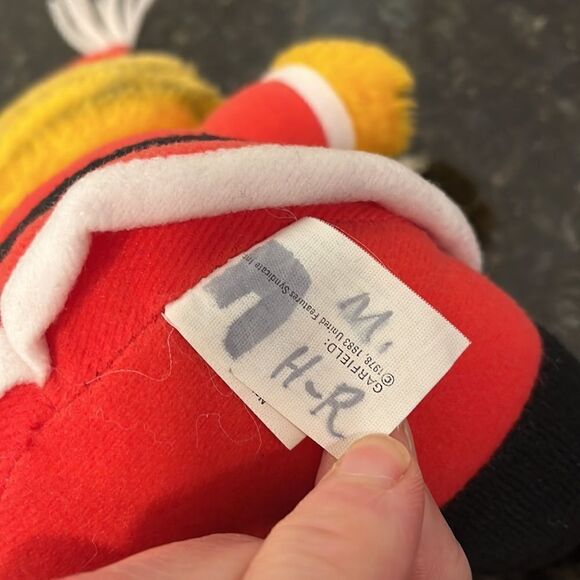 M.
H-R
GARFIELD:
©1978, 1983 United Features Syndicate Inc.